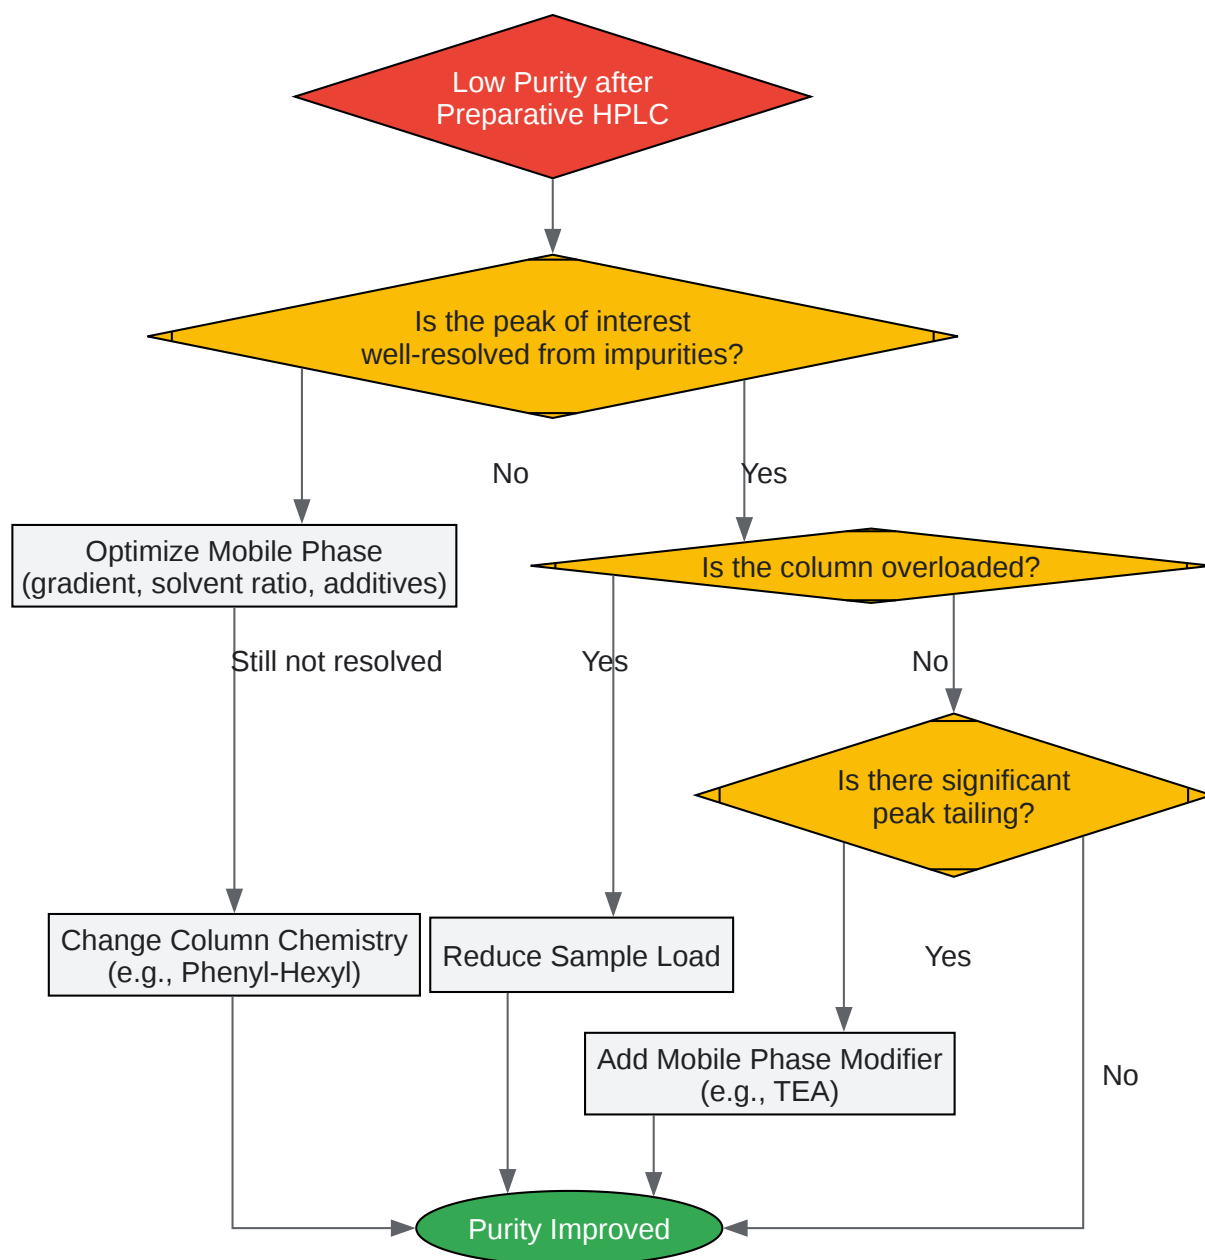 Low Purity after
Preparative HPLC
Is the peak of interest
well-resolved from impurities?
No
Yes
Optimize Mobile Phase
(gradient, solvent ratio, additives)
Is the column overloaded?
Still not resolved
Yes
No
Is there significant
peak tailing?
Change Column Chemistry
(e.g., Phenyl-Hexyl)
Reduce Sample Load
Yes
Add Mobile Phase Modifier
(e.g., TEA)
No
Purity Improved